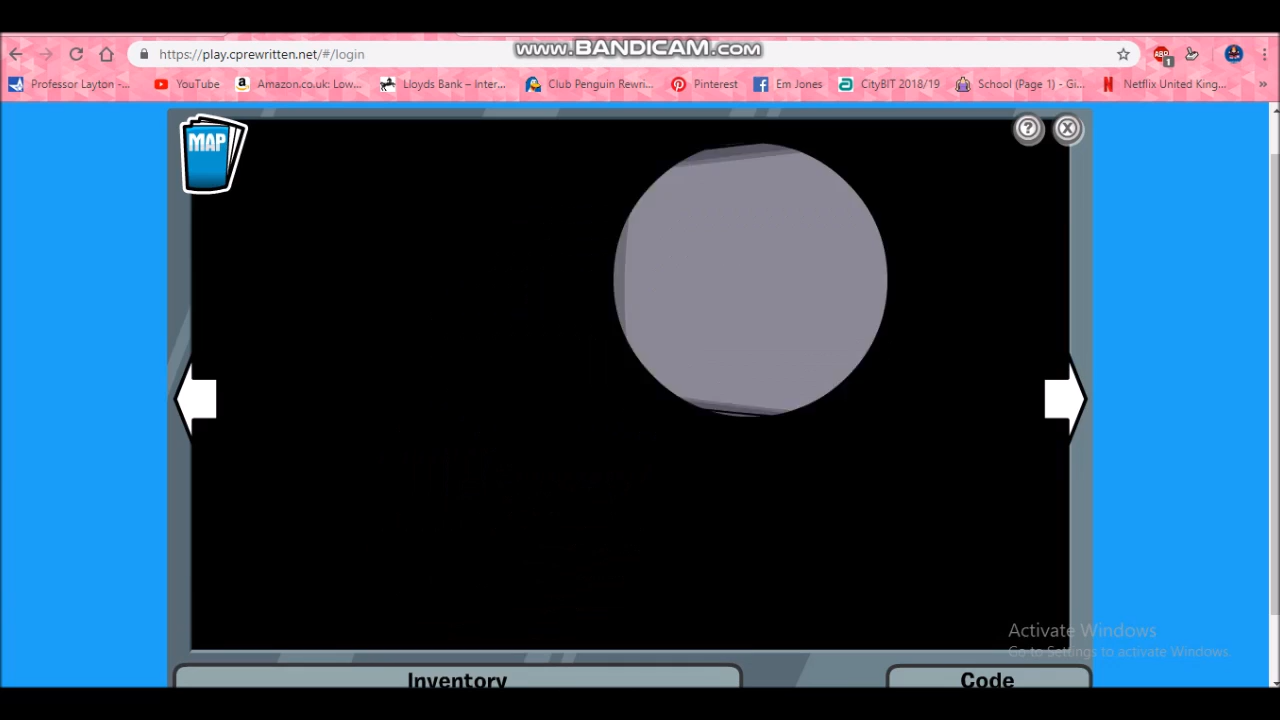 www.BANDICAM.com
https://play.cprewritten.net/#/login
1
Professor Layton -... YouTube Amazon.co.uk: Low... Lloyds Bank – Inter... Club Penguin Rewri... Pinterest Em Jones CityBIT 2018/19 School (Page 1) - Gi... Netflix United King... »
MAP
? X
Activate Windows
Go to Settings to activate Windows.
Inventory Code